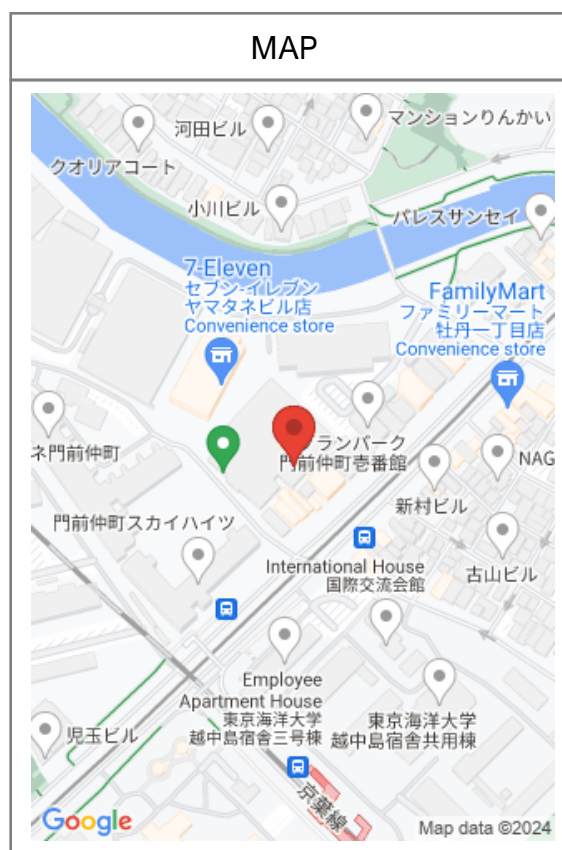 MAP
マンションりんかい
河田ビル
クオリアコート
小川ビル
パレスサンセイ
7-Eleven
セブン‐イレブン
ヤマタネビル店
Convenience store
FamilyMart
ファミリーマート
牡丹一丁目店
Convenience store
ネ門前仲町
グランパーク
門前仲町壱番館
NAG
新村ビル
門前仲町スカイハイツ
International House
国際交流会館
古山ビル
Employee
Apartment House
東京海洋大学
越中島宿舎三号棟
東京海洋大学
越中島宿舎共用棟
児玉ビル
京葉線
Google
Map data ©2024